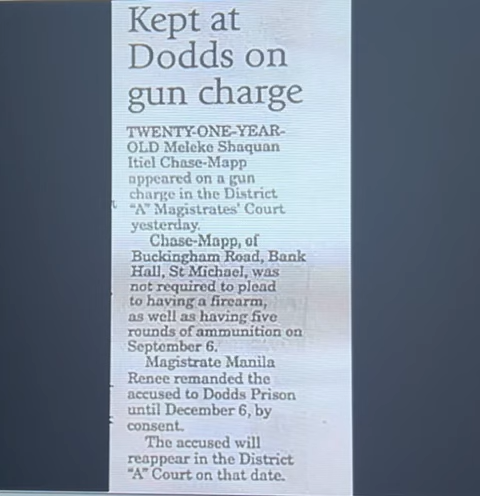 Kept at
Dodds on
gun charge
TWENTY-ONE-YEAR-
OLD Meleke Shaquan
Itiel Chase-Mapp
appeared on a gun
charge in the District
"A" Magistrates' Court
yesterday.
Chase-Mapp, of
Buckingham Road, Bank
Hall, St Michael, was
not required to plead
to having a firearm,
as well as having five
rounds of ammunition on
September 6.
Magistrate Manila
Renee remanded the
accused to Dodds Prison
until December 6, by
consent.
The accused will
reappear in the District
"A" Court on that date.